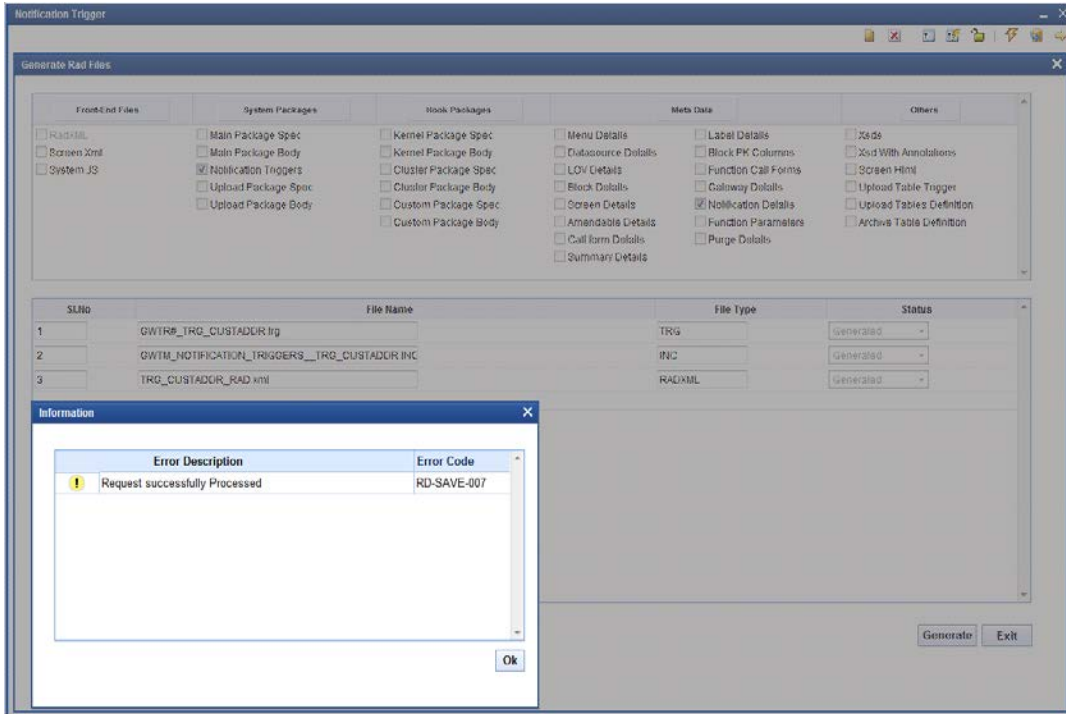 Notification Trigger
Generate Rad Files
Front-End Files System Packages Hook Packages Meta Data Others
RadXML Main Package Spec Kernel Package Spec Menu Details Label Details Xsds
Screen Xml Main Package Body Kernel Package Body Datasource Details Block PK Columns Xsd With Annotations
System JS Notification Triggers Cluster Package Spec LOV Details Function Call Forms Screen Html
Upload Package Spec Cluster Package Body Block Details Gateway Details Upload Table Trigger
Upload Package Body Custom Package Spec Screen Details Notification Details Upload Tables Definition
Custom Package Body Amendable Details Function Parameters Archive Table Definition
Call form Details Purge Details
Summary Details
Sl.No File Name File Type Status
1 GWTR#_TRG_CUSTADDR.trg TRG Generated
2 GWTM_NOTIFICATION_TRIGGERS__TRG_CUSTADDR.INC INC Generated
3 TRG_CUSTADDR_RAD.xml RADXML Generated
Information
Error Description Error Code
Request successfully Processed RD-SAVE-007
Ok
Generate Exit